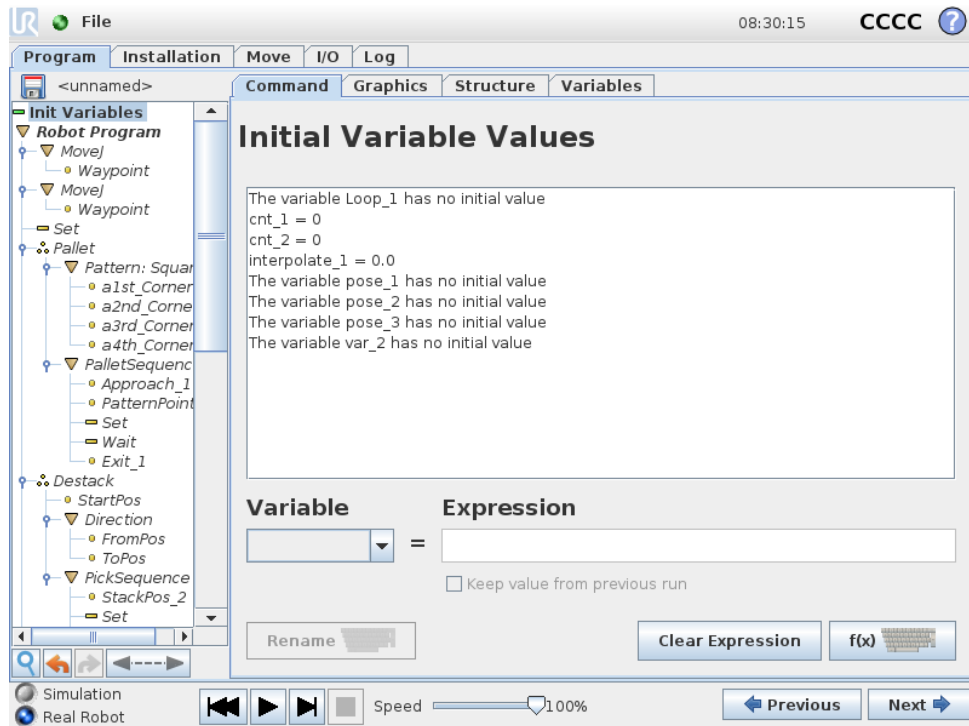 UR File 08:30:15 CCCC ?
Program Installation Move I/O Log
<unnamed> Command Graphics Structure Variables
Init Variables
Robot Program
MoveJ
Waypoint
MoveJ
Waypoint
Set
Pallet
Pattern: Squar
a1st_Corner
a2nd_Corne
a3rd_Corner
a4th_Corner
PalletSequenc
Approach_1
PatternPoint
Set
Wait
Exit_1
Destack
StartPos
Direction
FromPos
ToPos
PickSequence
StackPos_2
Set
Initial Variable Values
The variable Loop_1 has no initial value
cnt_1 = 0
cnt_2 = 0
interpolate_1 = 0.0
The variable pose_1 has no initial value
The variable pose_2 has no initial value
The variable pose_3 has no initial value
The variable var_2 has no initial value
Variable Expression
=
Keep value from previous run
Rename Clear Expression f(x)
Simulation
Real Robot
Speed 100% Previous Next